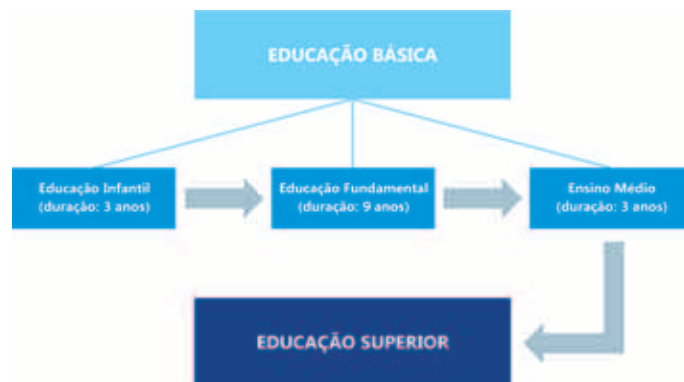 EDUCAÇÃO BÁSICA
Educação Infantil
(duração: 3 anos)
Educação Fundamental
(duração: 9 anos)
Ensino Médio
(duração: 3 anos)
EDUCAÇÃO SUPERIOR